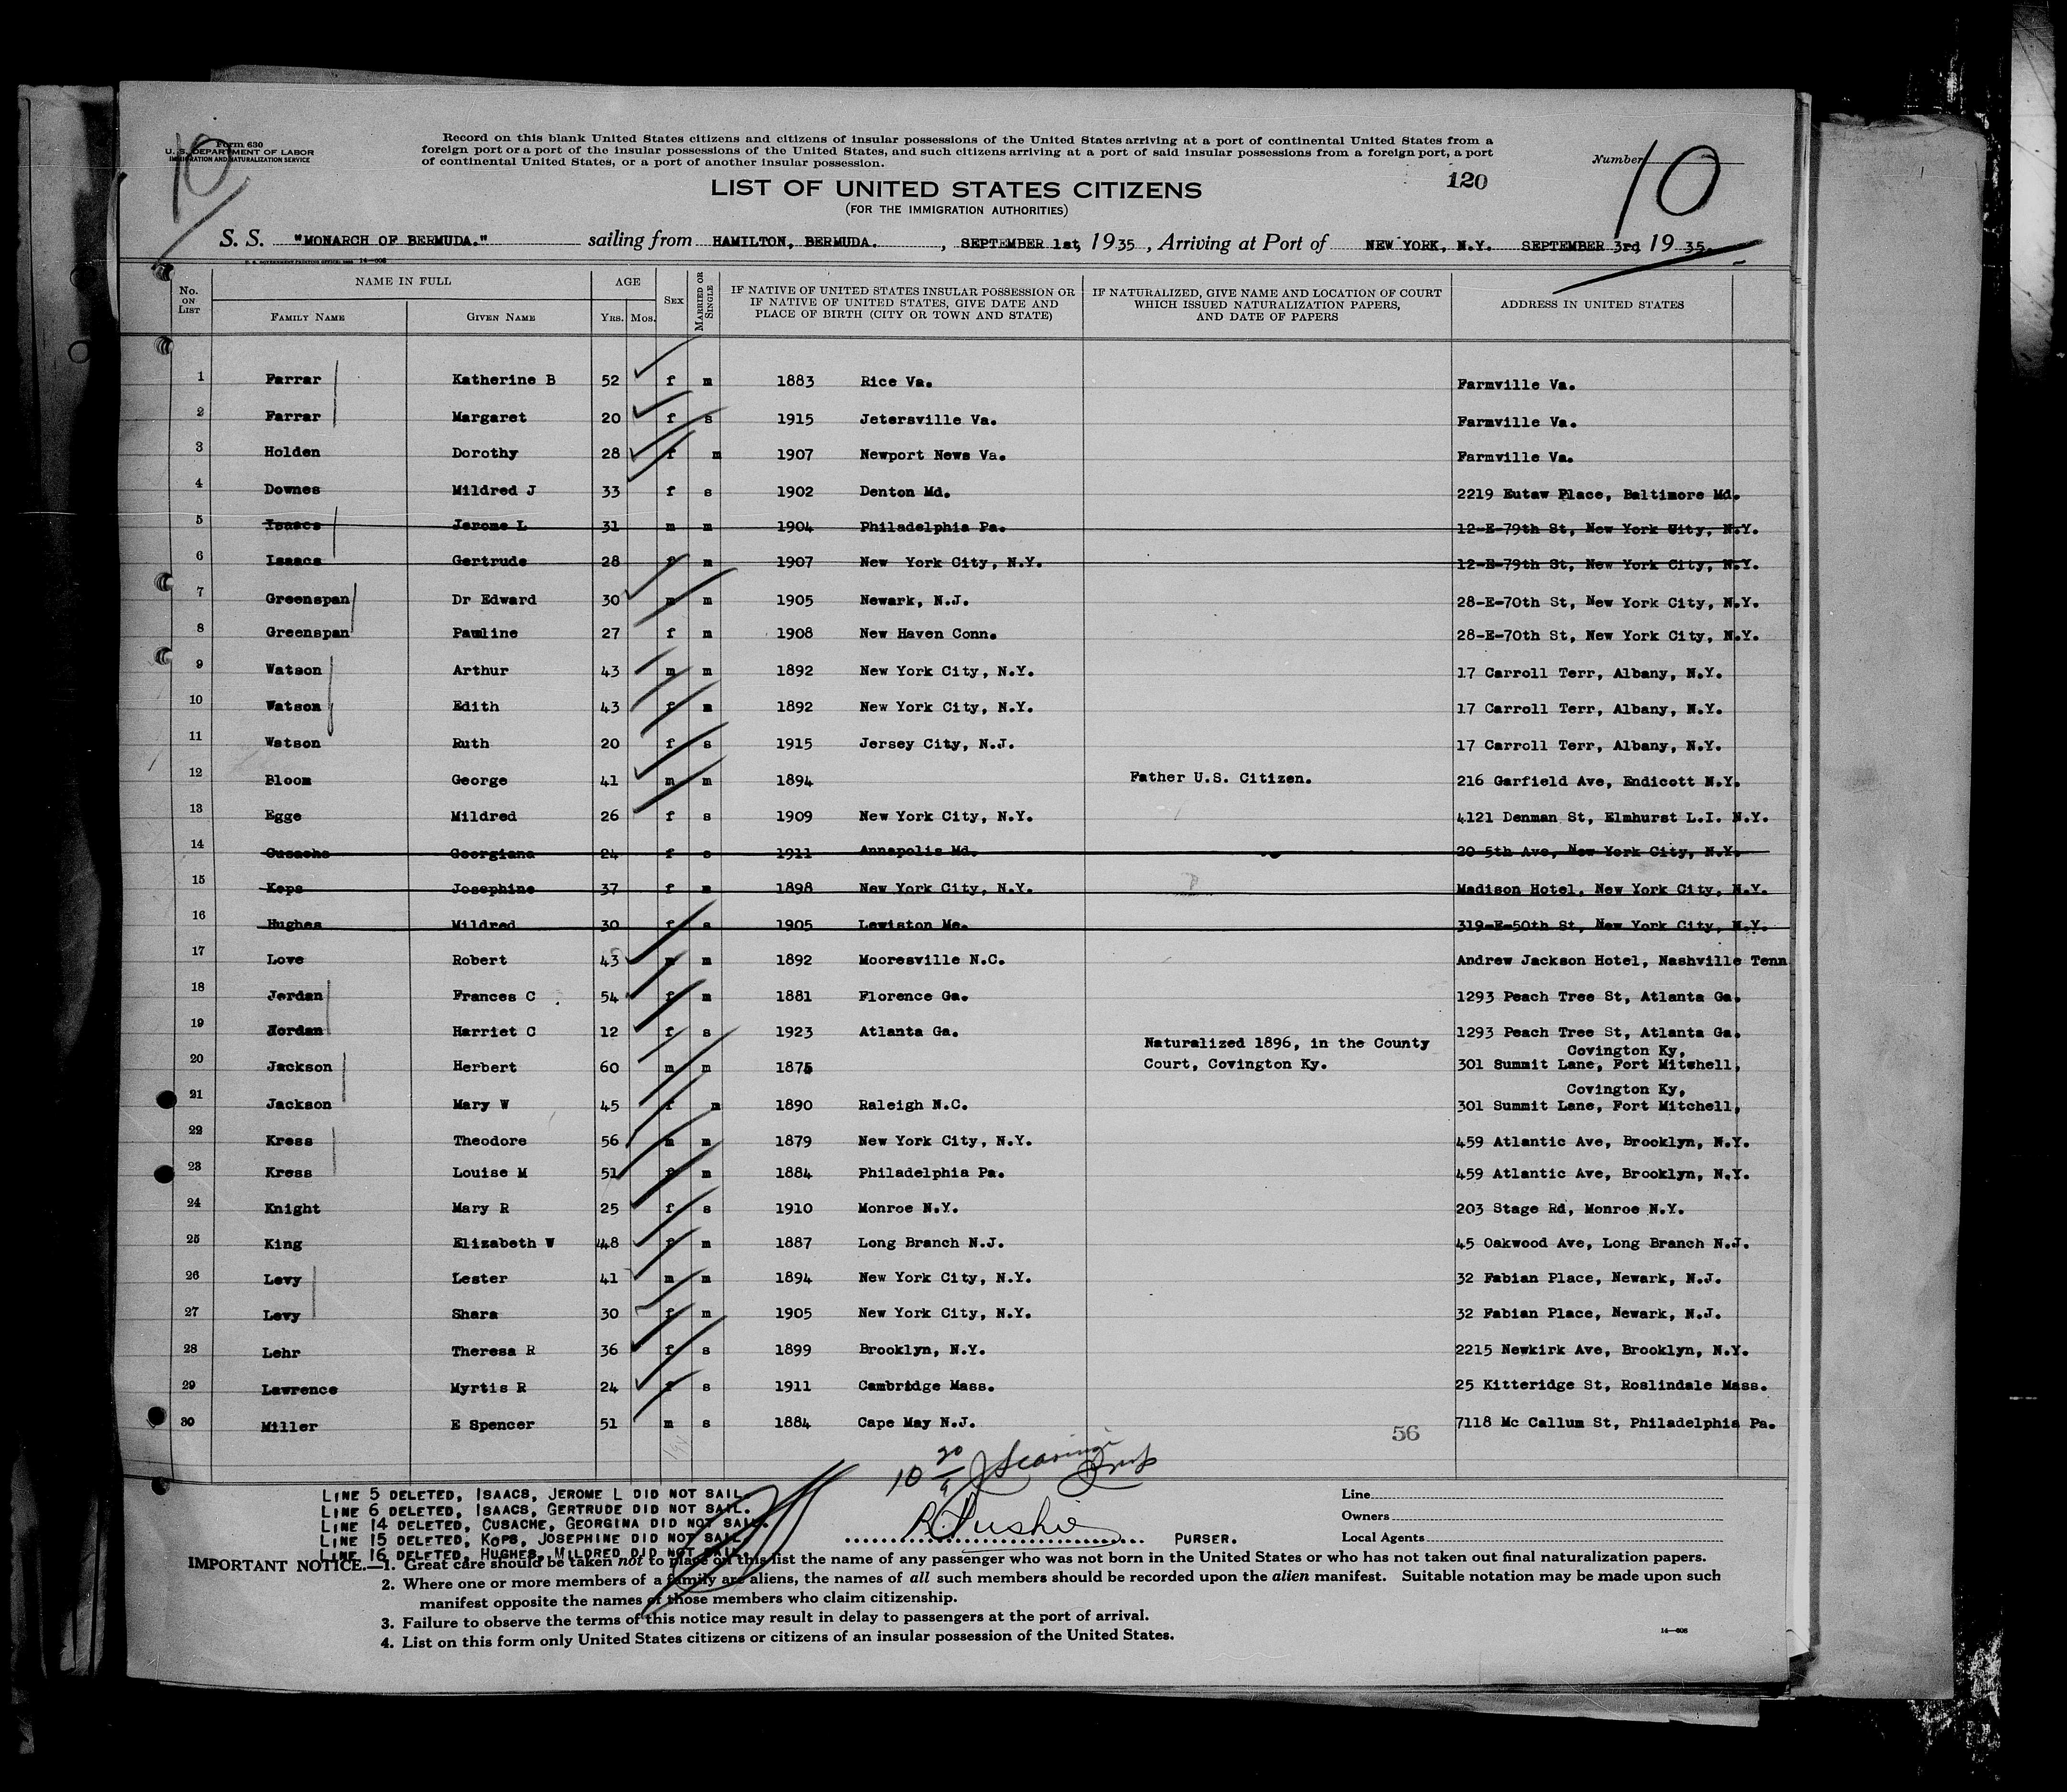 Form 630
U. S. DEPARTMENT OF LABOR
IMMIGRATION AND NATURALIZATION SERVICE
10
Record on this blank United States citizens and citizens of insular possessions of the United States arriving at a port of continental United States from a
foreign port or a port of the insular possessions of the United States, and such citizens arriving at a port of said insular possessions from a foreign port, a port
of continental United States, or a port of another insular possession.
Number 10
120
LIST OF UNITED STATES CITIZENS
(FOR THE IMMIGRATION AUTHORITIES)
S. S. "MONARCH OF BERMUDA." sailing from HAMILTON, BERMUDA. , SEPTEMBER 1st, 1935 , Arriving at Port of NEW YORK, N.Y. SEPTEMBER 3rd, 19 35.
No. ON LIST NAME IN FULL FAMILY NAME GIVEN NAME AGE YRS. MOS. SEX MARRIED OR SINGLE IF NATIVE OF UNITED STATES INSULAR POSSESSION OR IF NATIVE OF UNITED STATES, GIVE DATE AND PLACE OF BIRTH (CITY OR TOWN AND STATE) IF NATURALIZED, GIVE NAME AND LOCATION OF COURT WHICH ISSUED NATURALIZATION PAPERS, AND DATE OF PAPERS ADDRESS IN UNITED STATES
1 Farrar Katherine B 52 f m 1883 Rice Va. Farmville Va.
2 Farrar Margaret 20 f s 1915 Jetersville Va. Farmville Va.
3 Holden Dorothy 28 f m 1907 Newport News Va. Farmville Va.
4 Downes Mildred J 33 f s 1902 Denton Md. 2219 Eutaw Place, Baltimore Md.
5 Isaacs Jerome L 31 m m 1904 Philadelphia Pa. 12-E-79th St, New York City, N.Y.
6 Isaacs Gertrude 28 f m 1907 New York City, N.Y. 12-E-79th St, New York City, N.Y.
7 Greenspan Dr Edward 30 m m 1905 Newark, N.J. 28-E-70th St, New York City, N.Y.
8 Greenspan Pauline 27 f m 1908 New Haven Conn. 28-E-70th St, New York City, N.Y.
9 Watson Arthur 43 m m 1892 New York City, N.Y. 17 Carroll Terr, Albany, N.Y.
10 Watson Edith 43 f m 1892 New York City, N.Y. 17 Carroll Terr, Albany, N.Y.
11 Watson Ruth 20 f s 1915 Jersey City, N.J. 17 Carroll Terr, Albany, N.Y.
12 Bloom George 41 m m 1894 Father U.S. Citizen. 216 Garfield Ave, Endicott N.Y.
13 Egge Mildred 26 f s 1909 New York City, N.Y. 4121 Denman St, Elmhurst L.I. N.Y.
14 Cusachs Georgiana 24 f s 1911 Annapolis Md. 20 5th Ave, New York City, N.Y.
15 Kops Josephine 37 f m 1898 New York City, N.Y. Madison Hotel, New York City, N.Y.
16 Hughes Mildred 30 f s 1905 Lewiston Me. 319-E-50th St, New York City, N.Y.
17 Love Robert 43 m m 1892 Mooresville N.C. Andrew Jackson Hotel, Nashville Tenn
18 Jordan Frances C 54 f m 1881 Florence Ga. 1293 Peach Tree St, Atlanta Ga.
19 Jordan Harriet C 12 f s 1923 Atlanta Ga. 1293 Peach Tree St, Atlanta Ga.
Naturalized 1896, in the County Covington Ky,
20 Jackson Herbert 60 m m 1875 Court, Covington Ky. 301 Summit Lane, Fort Mitchell,
Covington Ky,
21 Jackson Mary W 45 f m 1890 Raleigh N.C. 301 Summit Lane, Fort Mitchell,
22 Kress Theodore 56 m m 1879 New York City, N.Y. 459 Atlantic Ave, Brooklyn, N.Y.
23 Kress Louise M 51 f m 1884 Philadelphia Pa. 459 Atlantic Ave, Brooklyn, N.Y.
24 Knight Mary R 25 f s 1910 Monroe N.Y. 203 Stage Rd, Monroe N.Y.
25 King Elizabeth W 48 f m 1887 Long Branch N.J. 45 Oakwood Ave, Long Branch N.J.
26 Levy Lester 41 m m 1894 New York City, N.Y. 32 Fabian Place, Newark, N.J.
27 Levy Shara 30 f m 1905 New York City, N.Y. 32 Fabian Place, Newark, N.J.
28 Lehr Theresa R 36 f s 1899 Brooklyn, N.Y. 2215 Newkirk Ave, Brooklyn, N.Y.
29 Lawrence Myrtis R 24 f s 1911 Cambridge Mass. 25 Kitteridge St, Roslindale Mass.
30 Miller E Spencer 51 m s 1884 Cape May N.J. 7118 Mc Callum St, Philadelphia Pa.
56
LINE 5 DELETED, ISAACS, JEROME L DID NOT SAIL.
LINE 6 DELETED, ISAACS, GERTRUDE DID NOT SAIL.
LINE 14 DELETED, CUSACHE, GEORGINA DID NOT SAIL.
LINE 15 DELETED, KOPS, JOSEPHINE DID NOT SAIL
LINE 16 DELETED, HUGHES, MILDRED DID NOT SAIL.
PURSER.
Line
Owners
Local Agents
IMPORTANT NOTICE.—1. Great care should be taken not to place on this list the name of any passenger who was not born in the United States or who has not taken out final naturalization papers.
2. Where one or more members of a family are aliens, the names of all such members should be recorded upon the alien manifest. Suitable notation may be made upon such
manifest opposite the names of those members who claim citizenship.
3. Failure to observe the terms of this notice may result in delay to passengers at the port of arrival.
4. List on this form only United States citizens or citizens of an insular possession of the United States.
14—608